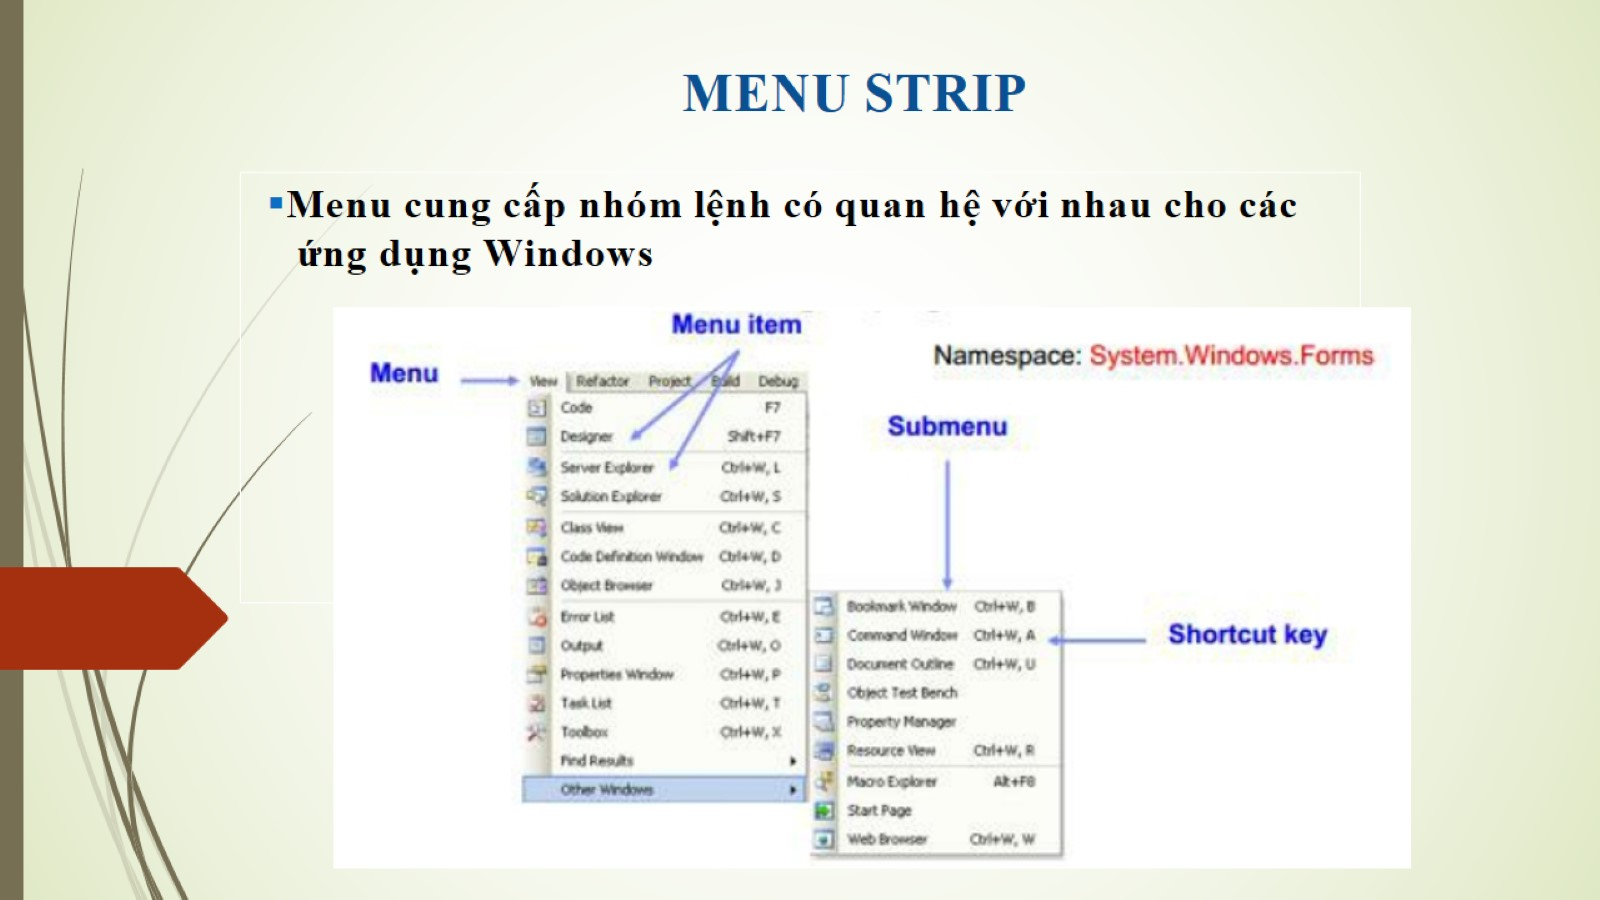 MENU STRIP
Menu cung cấp nhóm lệnh có quan hệ với nhau cho các
ứng dụng Windows
Menu item
Namespace: System.Windows.Forms
Menu
View Refactor Project Build Debug
Code F7
Designer Shift+F7
Server Explorer Ctrl+W, L
Solution Explorer Ctrl+W, S
Class View Ctrl+W, C
Code Definition Window Ctrl+W, D
Object Browser Ctrl+W, J
Error List Ctrl+W, E
Output Ctrl+W, O
Properties Window Ctrl+W, P
Task List Ctrl+W, T
Toolbox Ctrl+W, X
Find Results
Other Windows
Submenu
Bookmark Window Ctrl+W, B
Command Window Ctrl+W, A
Document Outline Ctrl+W, U
Object Test Bench
Property Manager
Resource View Ctrl+W, R
Macro Explorer Alt+F8
Start Page
Web Browser Ctrl+W, W
Shortcut key